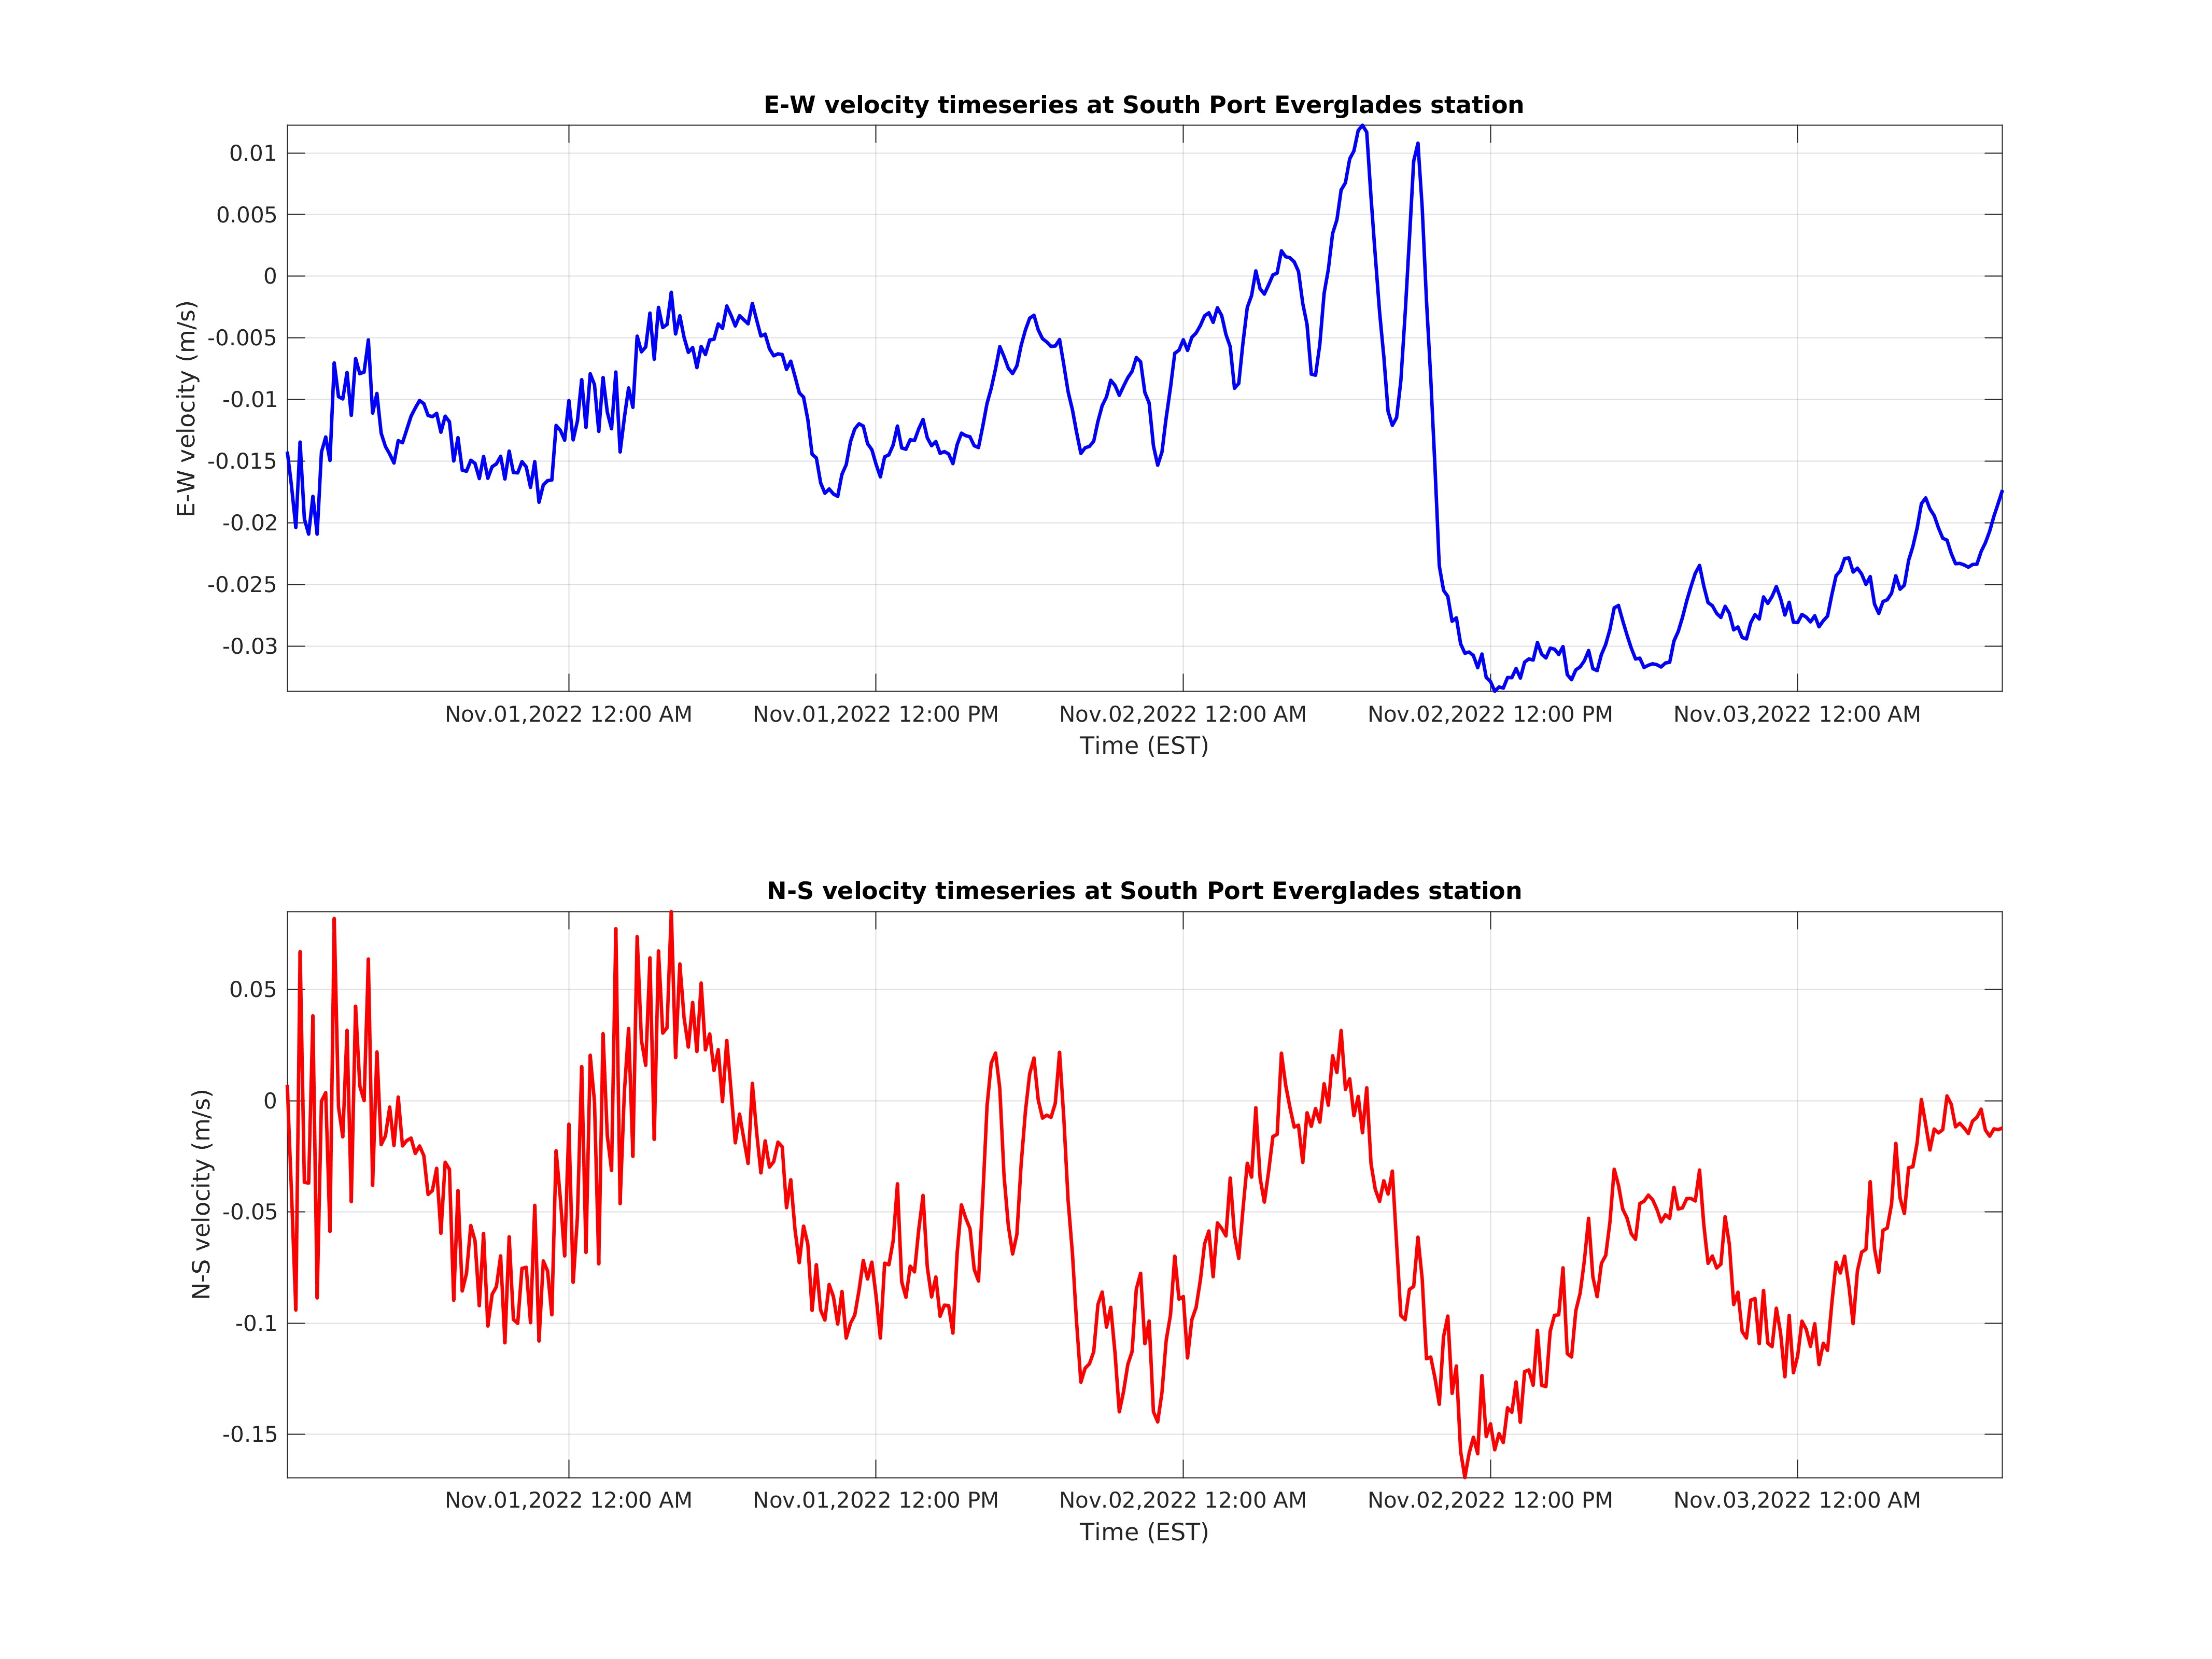 E-W velocity timeseries at South Port Everglades station
0.01
0.005
0
-0.005
-0.01
-0.015
-0.02
-0.025
-0.03
E-W velocity (m/s)
Nov.01,2022 12:00 AM
Nov.01,2022 12:00 PM
Nov.02,2022 12:00 AM
Nov.02,2022 12:00 PM
Nov.03,2022 12:00 AM
Time (EST)
N-S velocity timeseries at South Port Everglades station
0.05
0
-0.05
-0.1
-0.15
N-S velocity (m/s)
Nov.01,2022 12:00 AM
Nov.01,2022 12:00 PM
Nov.02,2022 12:00 AM
Nov.02,2022 12:00 PM
Nov.03,2022 12:00 AM
Time (EST)